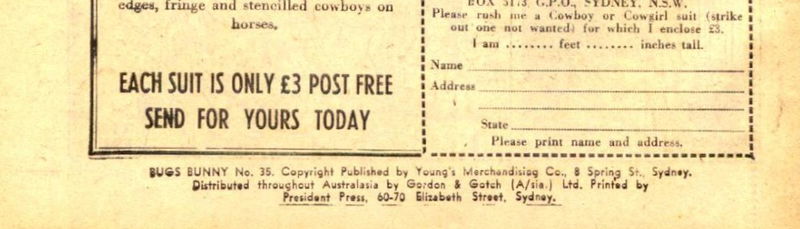 edges, fringe and stencilled cowboys on
horses.
EACH SUIT IS ONLY £3 POST FREE
SEND FOR YOURS TODAY
BOX 5173, G.P.O., SYDNEY, N.S.W.
Please rush me a Cowboy or Cowgirl suit (strike
out one not wanted) for which I enclose £3.
I am ........ feet ........ inches tall.
Name
Address
State
Please print name and address.
BUGS BUNNY No. 35. Copyright Published by Young's Merchandising Co., 8 Spring St., Sydney.
Distributed throughout Australasia by Gordon & Gotch (A/sia.) Ltd. Printed by
President Press, 60-70 Elizabeth Street, Sydney.